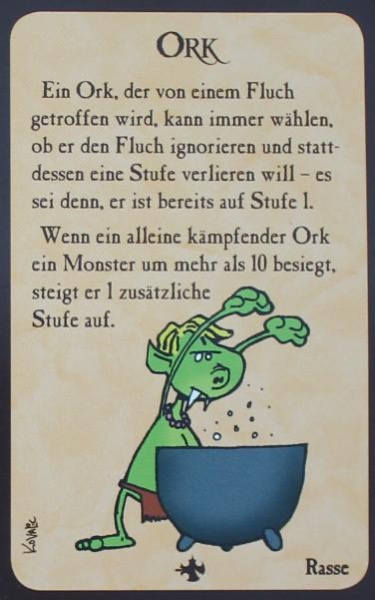 Ork
Ein Ork, der von einem Fluch
getroffen wird, kann immer wählen,
ob er den Fluch ignorieren und statt-
dessen eine Stufe verlieren will – es
sei denn, er ist bereits auf Stufe 1.
Wenn ein alleine kämpfender Ork
ein Monster um mehr als 10 besiegt,
steigt er 1 zusätzliche
Stufe auf.
Kovalic
Rasse